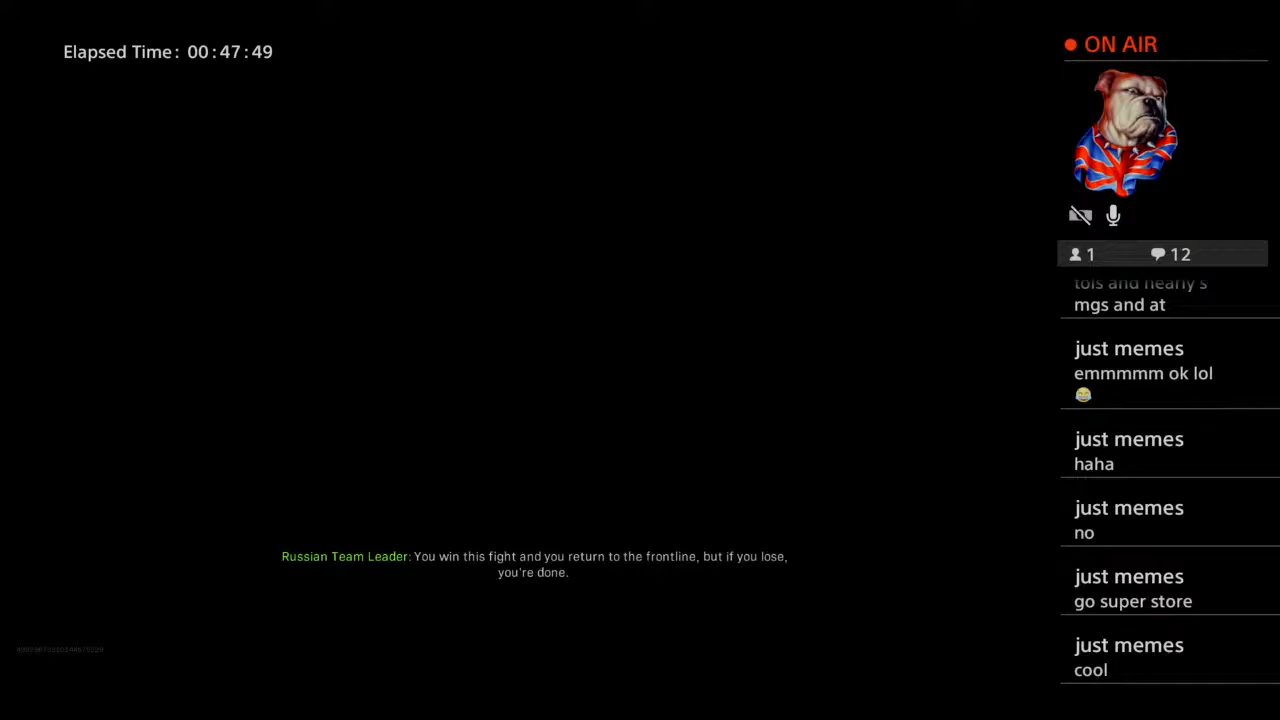 Elapsed Time: 00:47:49
ON AIR
1 12
mgs and at
just memes
emmmmm ok lol
😂
just memes
haha
just memes
no
just memes
go super store
just memes
cool
Russian Team Leader: You win this fight and you return to the frontline, but if you lose,
you're done.